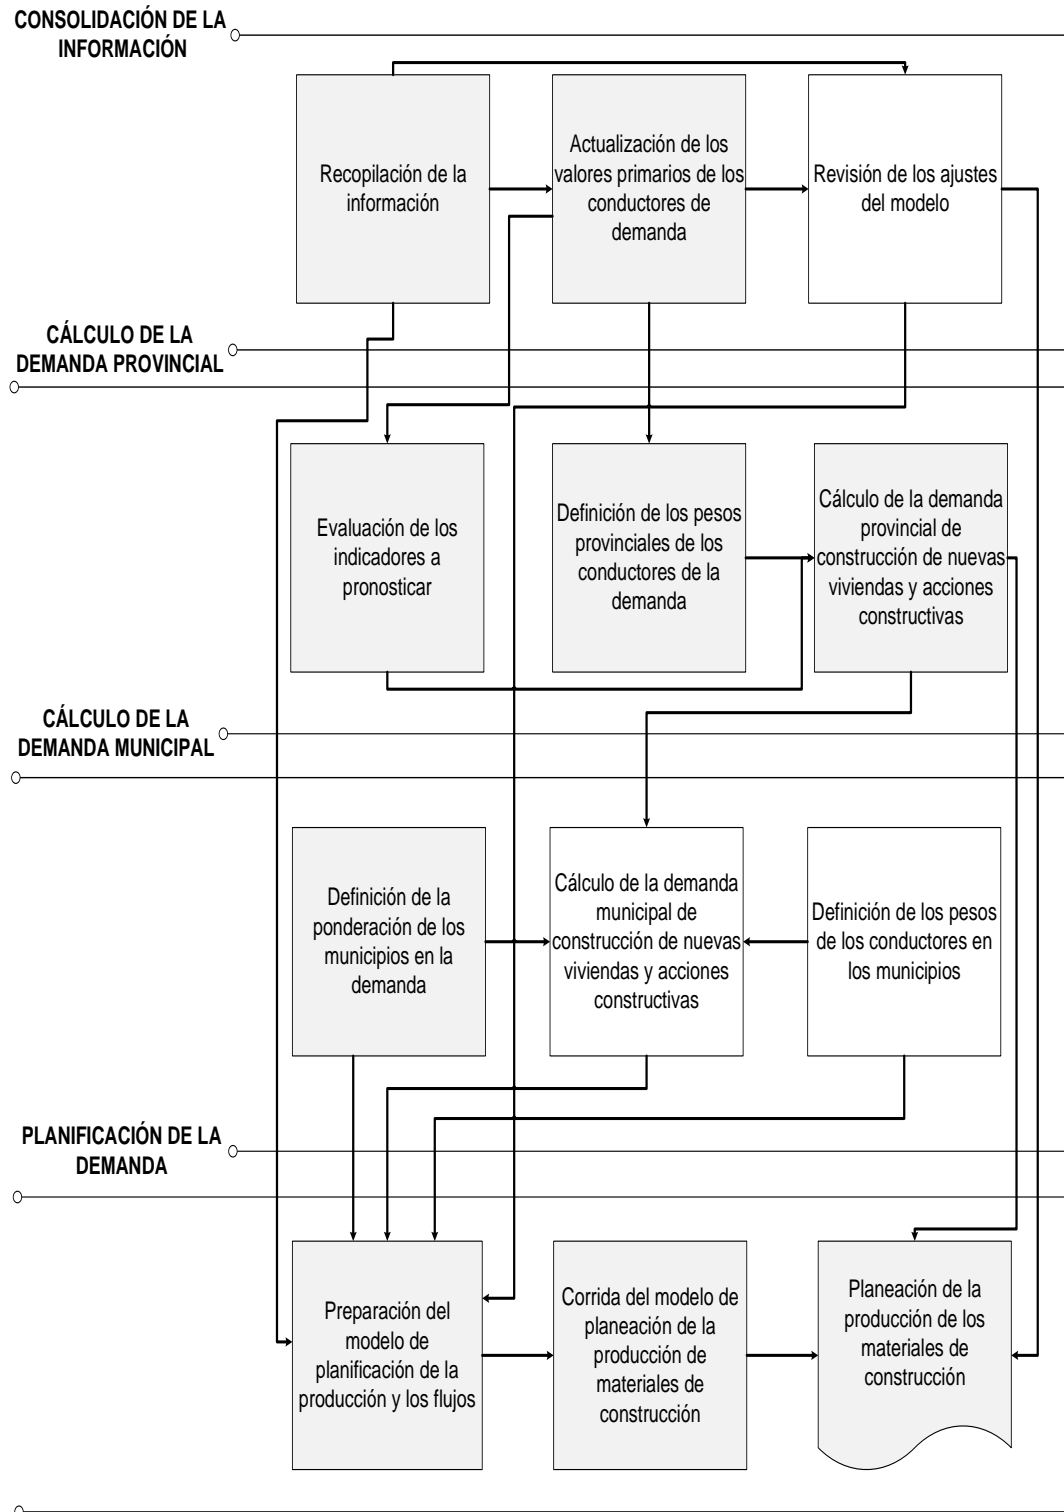 CONSOLIDACIÓN DE LA
INFORMACIÓN
Recopilación de la
información
Actualización de los
valores primarios de los
conductores de
demanda
Revisión de los ajustes
del modelo
CÁLCULO DE LA
DEMANDA PROVINCIAL
Evaluación de los
indicadores a
pronosticar
Definición de los pesos
provinciales de los
conductores de la
demanda
Cálculo de la demanda
provincial de
construcción de nuevas
viviendas y acciones
constructivas
CÁLCULO DE LA
DEMANDA MUNICIPAL
Definición de la
ponderación de los
municipios en la
demanda
Cálculo de la demanda
municipal de
construcción de nuevas
viviendas y acciones
constructivas
Definición de los pesos
de los conductores en
los municipios
PLANIFICACIÓN DE LA
DEMANDA
Preparación del
modelo de
planificación de la
producción y los flujos
Corrida del modelo de
planeación de la
producción de
materiales de
construcción
Planeación de la
producción de los
materiales de
construcción